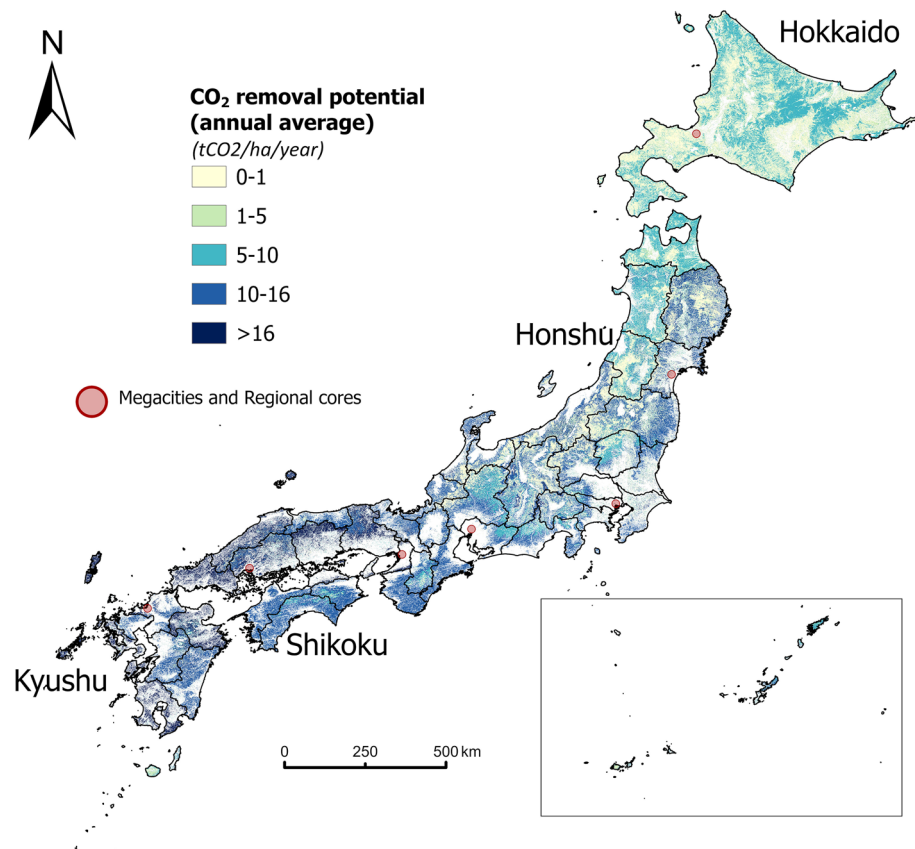 N
Hokkaido
CO₂ removal potential
(annual average)
(tCO2/ha/year)
0-1
1-5
5-10
10-16
>16
Honshu
Megacities and Regional cores
Shikoku
Kyushu
0 250 500 km